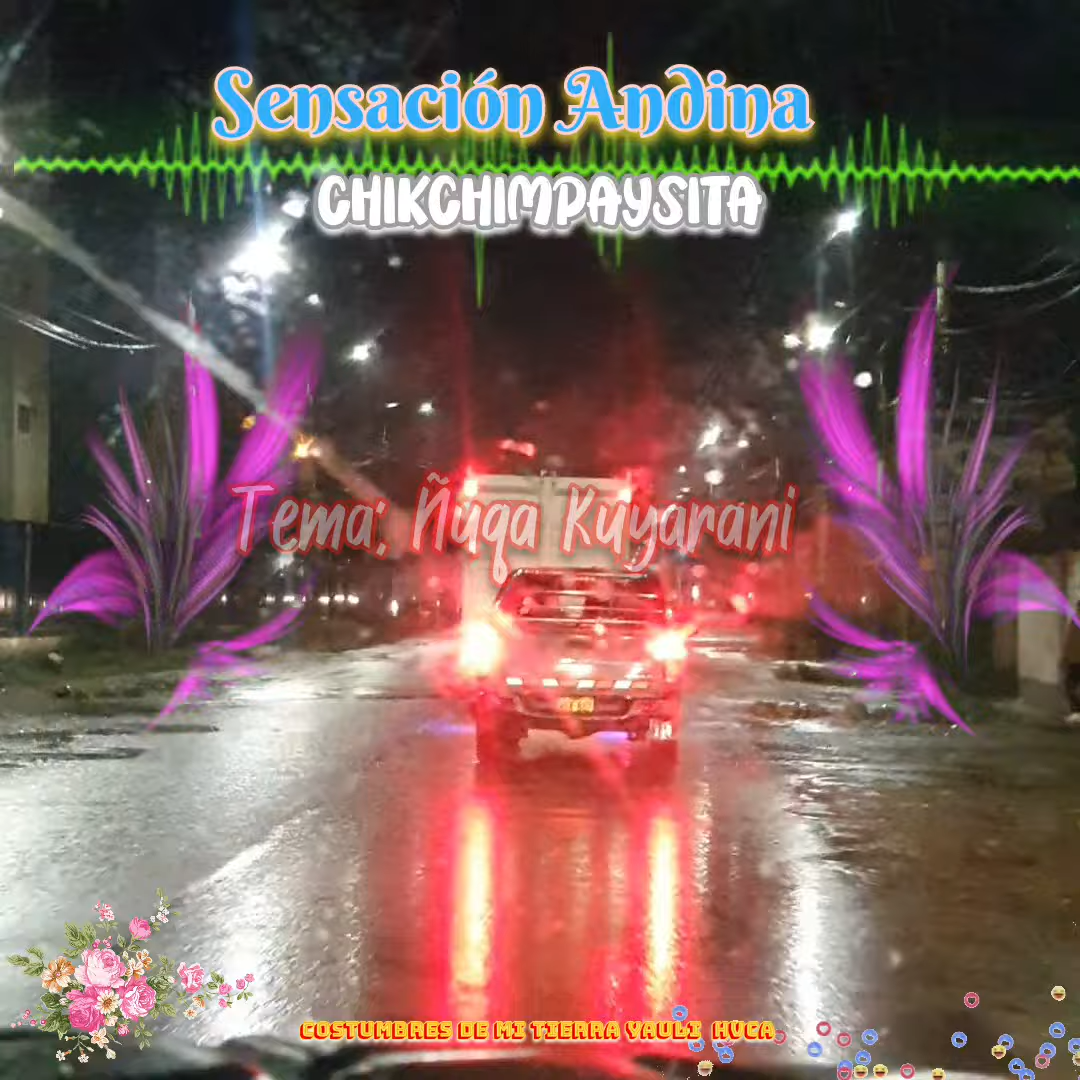 Sensación Andina
CHIKCHIMPAYSITA
Tema: Ñuqa Kuyarani
COSTUMBRES DE MI TIERRA YAULI HVCA